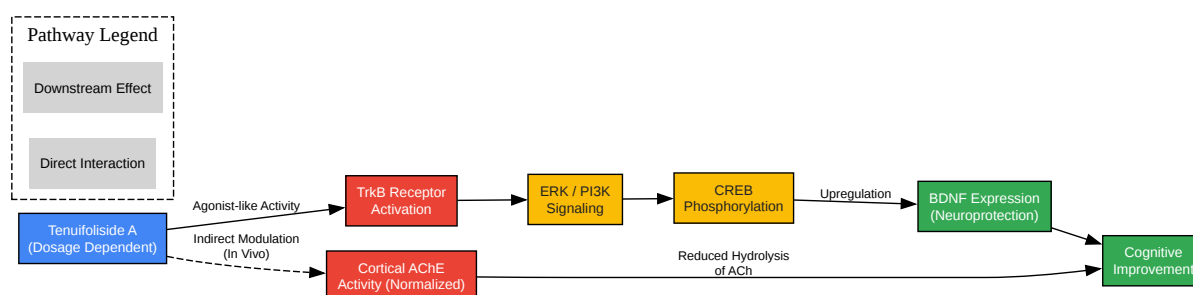 Pathway Legend
Downstream Effect
Direct Interaction
Tenuifoliside A
(Dosage Dependent)
Agonist-like Activity
Indirect Modulation
(In Vivo)
TrkB Receptor
Activation
Cortical AChE
Activity (Normalized)
ERK / PI3K
Signaling
CREB
Phosphorylation
Upregulation
Reduced Hydrolysis
of ACh
BDNF Expression
(Neuroprotection)
Cognitive
Improvement